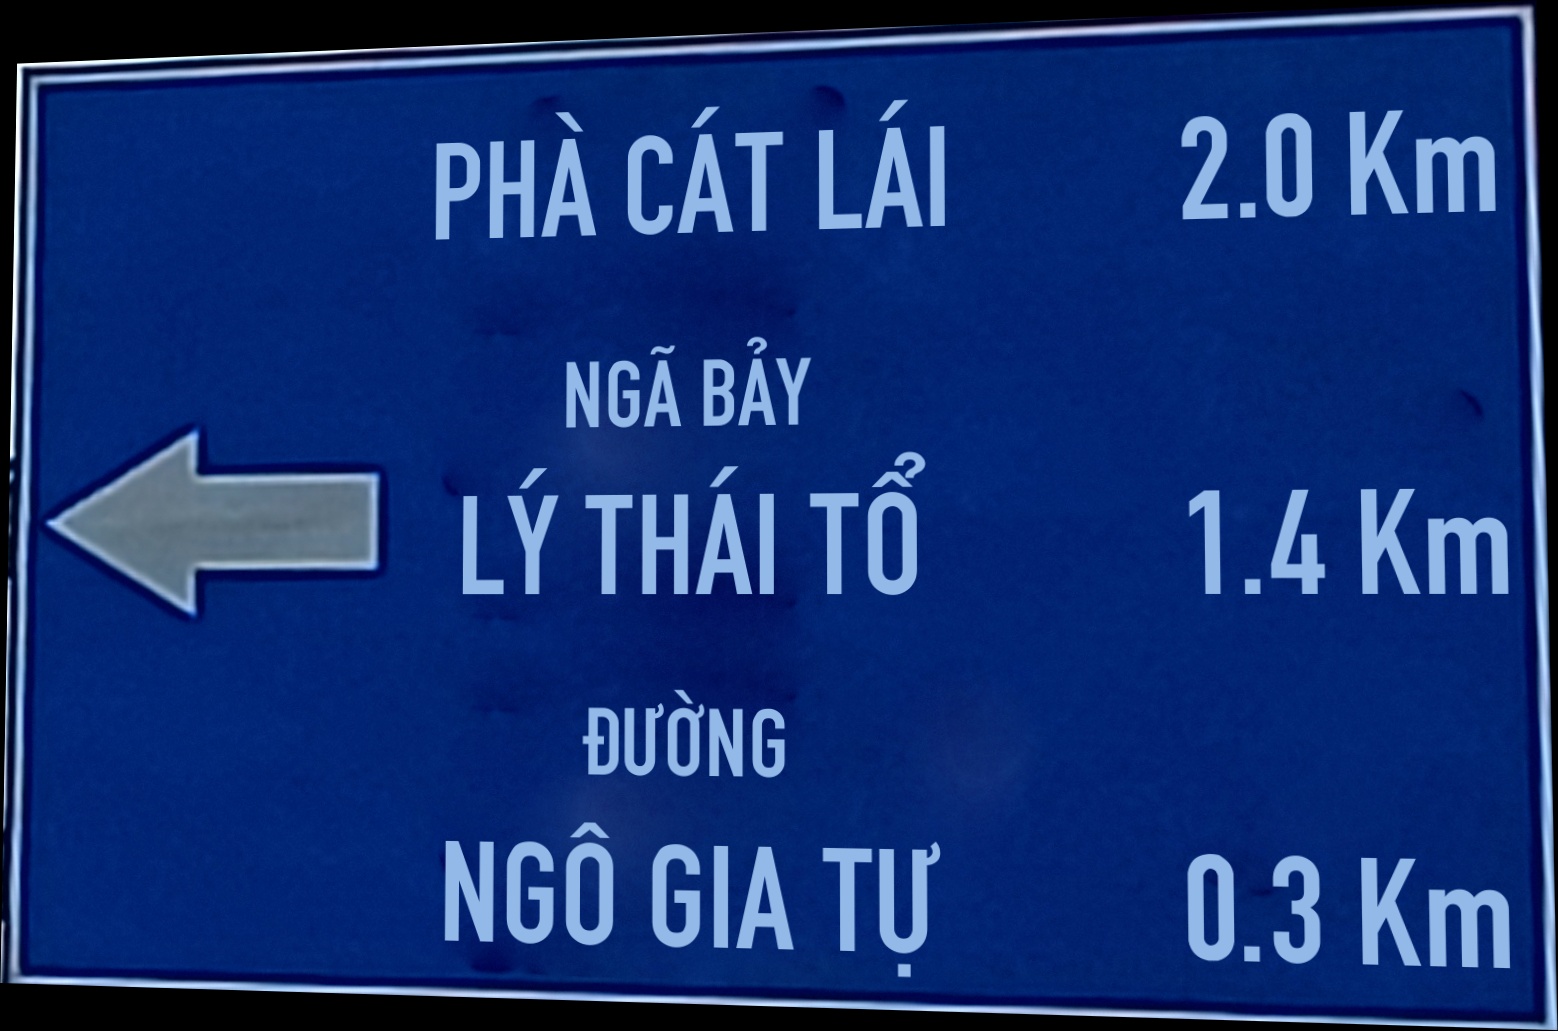 PHÀ CÁT LÁI 2.0 Km
NGÃ BẢY
LÝ THÁI TỔ 1.4 Km
ĐƯỜNG
NGÔ GIA TỰ 0.3 Km